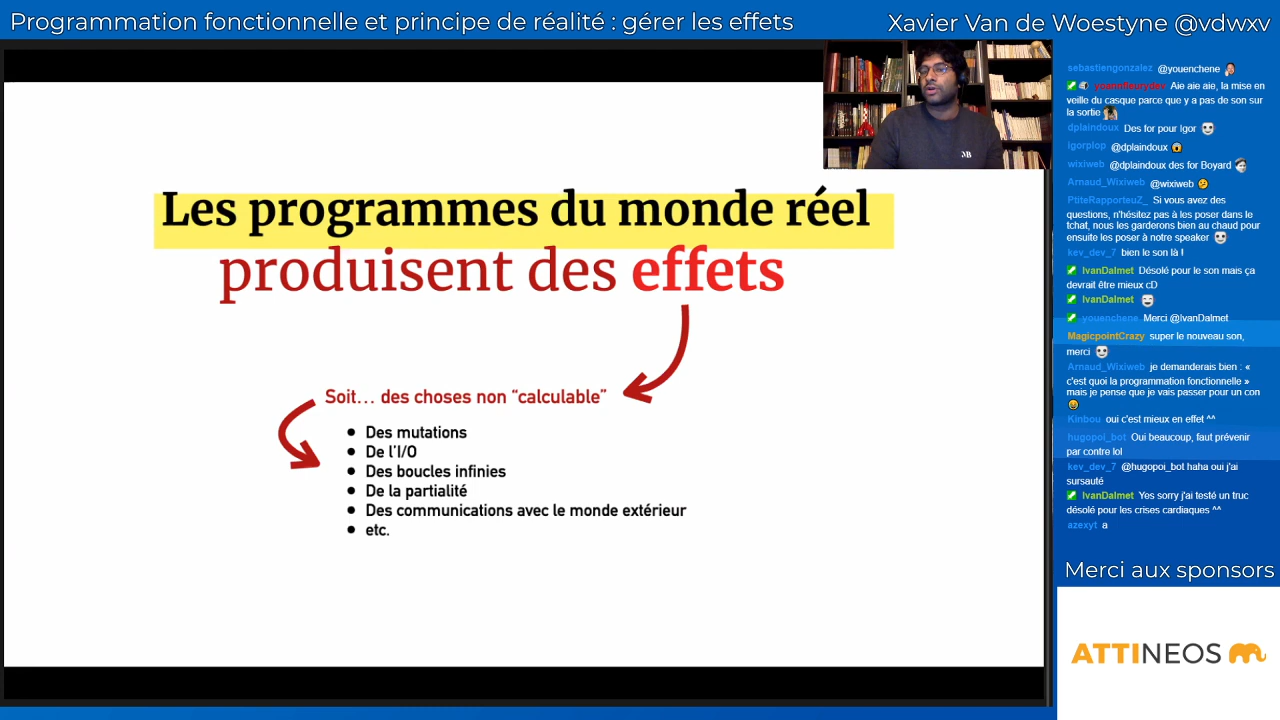 Programmation fonctionnelle et principe de réalité : gérer les effets
Xavier Van de Woestyne @vdwxv
Les programmes du monde réel
produisent des effets
Soit… des choses non “calculable”
● Des mutations
● De l'I/O
● Des boucles infinies
● De la partialité
● Des communications avec le monde extérieur
● etc.
sebastiengonzalez @youenchene
Aie aie aie, la mise en
veille du casque parce que y a pas de son sur
la sortie
dplaindoux Des for pour Igor
igorplop @dplaindoux
wixiweb @dplaindoux des for Boyard
Arnaud_Wixiweb @wixiweb
PtiteRapporteuZ_ Si vous avez des
questions, n'hésitez pas à les poser dans le
tchat, nous les garderons bien au chaud pour
ensuite les poser à notre speaker
kev_dev_7 bien le son là !
IvanDalmet Désolé pour le son mais ça
devrait être mieux cD
IvanDalmet
youenchene Merci @IvanDalmet
MagicpointCrazy super le nouveau son,
merci
Arnaud_Wixiweb je demanderais bien : «
c'est quoi la programmation fonctionnelle »
mais je pense que je vais passer pour un con
Kinbou oui c'est mieux en effet ^^
hugopoi_bot Oui beaucoup, faut prévenir
par contre lol
kev_dev_7 @hugopoi_bot haha oui j'ai
sursauté
IvanDalmet Yes sorry j'ai testé un truc
désolé pour les crises cardiaques ^^
azexyt a
Merci aux sponsors
ATTINEOS